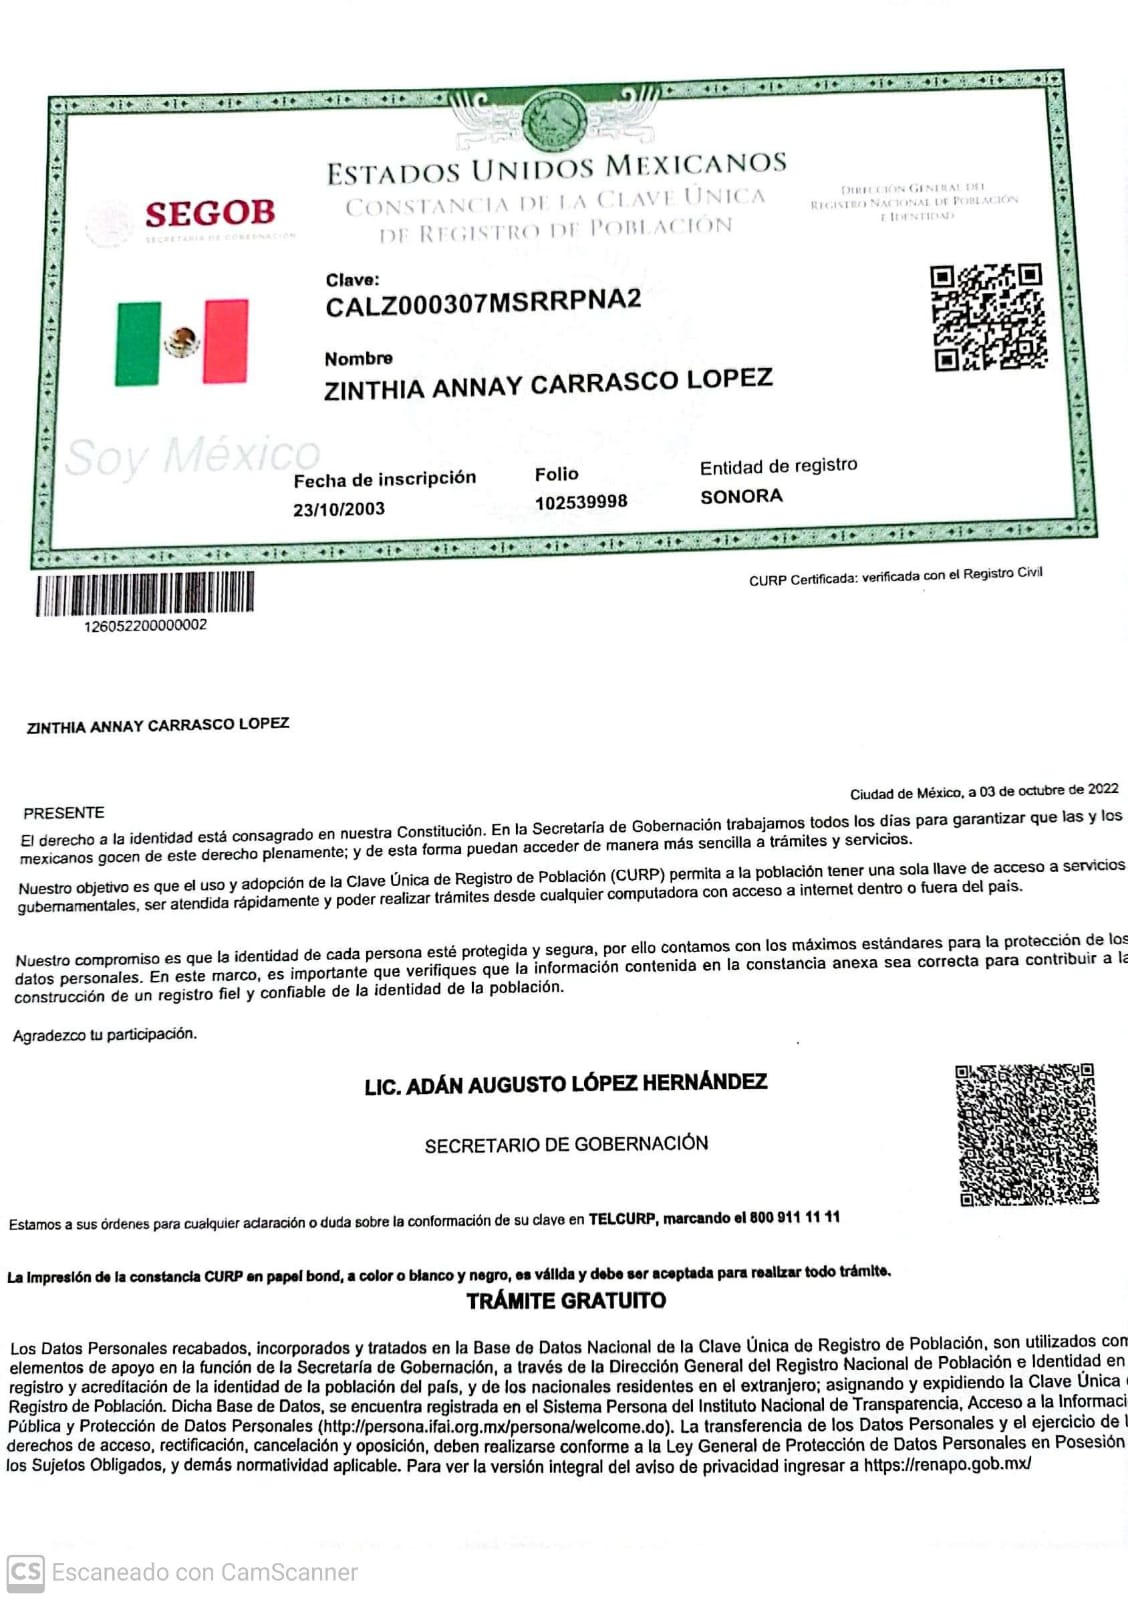 ESTADOS UNIDOS MEXICANOS
CONSTANCIA DE LA CLAVE ÚNICA
DE REGISTRO DE POBLACIÓN
DIRECCIÓN GENERAL DEL
REGISTRO NACIONAL DE POBLACIÓN
E IDENTIDAD
SEGOB
SECRETARÍA DE GOBERNACIÓN
Clave:
CALZ000307MSRRPNA2
Nombre
ZINTHIA ANNAY CARRASCO LOPEZ
Soy México
Fecha de inscripción
23/10/2003
Folio
102539998
Entidad de registro
SONORA
CURP Certificada: verificada con el Registro Civil
126052200000002
ZINTHIA ANNAY CARRASCO LOPEZ
Ciudad de México, a 03 de octubre de 2022
PRESENTE
El derecho a la identidad está consagrado en nuestra Constitución. En la Secretaría de Gobernación trabajamos todos los días para garantizar que las y los
mexicanos gocen de este derecho plenamente; y de esta forma puedan acceder de manera más sencilla a trámites y servicios.
Nuestro objetivo es que el uso y adopción de la Clave Única de Registro de Población (CURP) permita a la población tener una sola llave de acceso a servicios
gubernamentales, ser atendida rápidamente y poder realizar trámites desde cualquier computadora con acceso a internet dentro o fuera del país.
Nuestro compromiso es que la identidad de cada persona esté protegida y segura, por ello contamos con los máximos estándares para la protección de los
datos personales. En este marco, es importante que verifiques que la información contenida en la constancia anexa sea correcta para contribuir a la
construcción de un registro fiel y confiable de la identidad de la población.
Agradezco tu participación.
LIC. ADÁN AUGUSTO LÓPEZ HERNÁNDEZ
SECRETARIO DE GOBERNACIÓN
Estamos a sus órdenes para cualquier aclaración o duda sobre la conformación de su clave en TELCURP, marcando el 800 911 11 11
La impresión de la constancia CURP en papel bond, a color o blanco y negro, es válida y debe ser aceptada para realizar todo trámite.
TRÁMITE GRATUITO
Los Datos Personales recabados, incorporados y tratados en la Base de Datos Nacional de la Clave Única de Registro de Población, son utilizados com
elementos de apoyo en la función de la Secretaría de Gobernación, a través de la Dirección General del Registro Nacional de Población e Identidad en
registro y acreditación de la identidad de la población del país, y de los nacionales residentes en el extranjero; asignando y expidiendo la Clave Única
Registro de Población. Dicha Base de Datos, se encuentra registrada en el Sistema Persona del Instituto Nacional de Transparencia, Acceso a la Informaci
Pública y Protección de Datos Personales (http://persona.ifai.org.mx/persona/welcome.do). La transferencia de los Datos Personales y el ejercicio de l
derechos de acceso, rectificación, cancelación y oposición, deben realizarse conforme a la Ley General de Protección de Datos Personales en Posesión
los Sujetos Obligados, y demás normatividad aplicable. Para ver la versión integral del aviso de privacidad ingresar a https://renapo.gob.mx/
CS Escaneado con CamScanner